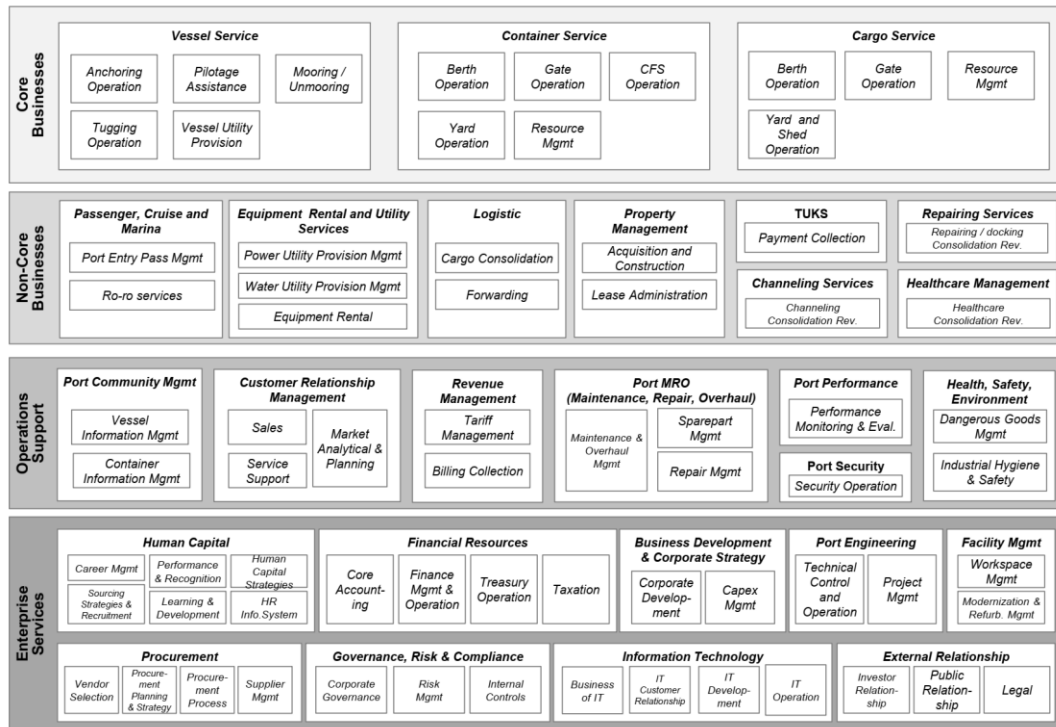 Core
Businesses
Vessel Service
Anchoring
Operation
Pilotage
Assistance
Mooring /
Unmooring
Tugging
Operation
Vessel Utility
Provision
Container Service
Berth
Operation
Gate
Operation
CFS
Operation
Yard
Operation
Resource
Mgmt
Cargo Service
Berth
Operation
Gate
Operation
Resource
Mgmt
Yard and
Shed
Operation
Non-Core
Businesses
Passenger, Cruise and
Marina
Port Entry Pass Mgmt
Ro-ro services
Equipment Rental and Utility
Services
Power Utility Provision Mgmt
Water Utility Provision Mgmt
Equipment Rental
Logistic
Cargo Consolidation
Forwarding
Property
Management
Acquisition and
Construction
Lease Administration
TUKS
Payment Collection
Channeling Services
Channeling
Consolidation Rev.
Repairing Services
Repairing / docking
Consolidation Rev.
Healthcare Management
Healthcare
Consolidation Rev.
Operations
Support
Port Community Mgmt
Vessel
Information Mgmt
Container
Information Mgmt
Customer Relationship
Management
Sales
Service
Support
Market
Analytical &
Planning
Revenue
Management
Tariff
Management
Billing Collection
Port MRO
(Maintenance, Repair, Overhaul)
Maintenance &
Overhaul
Mgmt
Sparepart
Mgmt
Repair Mgmt
Port Performance
Performance
Monitoring & Eval.
Port Security
Security Operation
Health, Safety,
Environment
Dangerous Goods
Mgmt
Industrial Hygiene
& Safety
Enterprise
Services
Human Capital
Career Mgmt
Performance
& Recognition
Human
Capital
Strategies
Sourcing
Strategies &
Recruitment
Learning &
Development
HR
Info.System
Financial Resources
Core
Account-
ing
Finance
Mgmt &
Operation
Treasury
Operation
Taxation
Business Development
& Corporate Strategy
Corporate
Develop-
ment
Capex
Mgmt
Port Engineering
Technical
Control
and
Operation
Project
Mgmt
Facility Mgmt
Workspace
Mgmt
Modernization &
Refurb. Mgmt
Procurement
Vendor
Selection
Procure-
ment
Planning
& Strategy
Procure-
ment
Process
Supplier
Mgmt
Governance, Risk & Compliance
Corporate
Governance
Risk
Mgmt
Internal
Controls
Information Technology
Business
of IT
IT
Customer
Relationship
IT
Develop-
ment
IT
Operation
External Relationship
Investor
Relation-
ship
Public
Relation-
ship
Legal